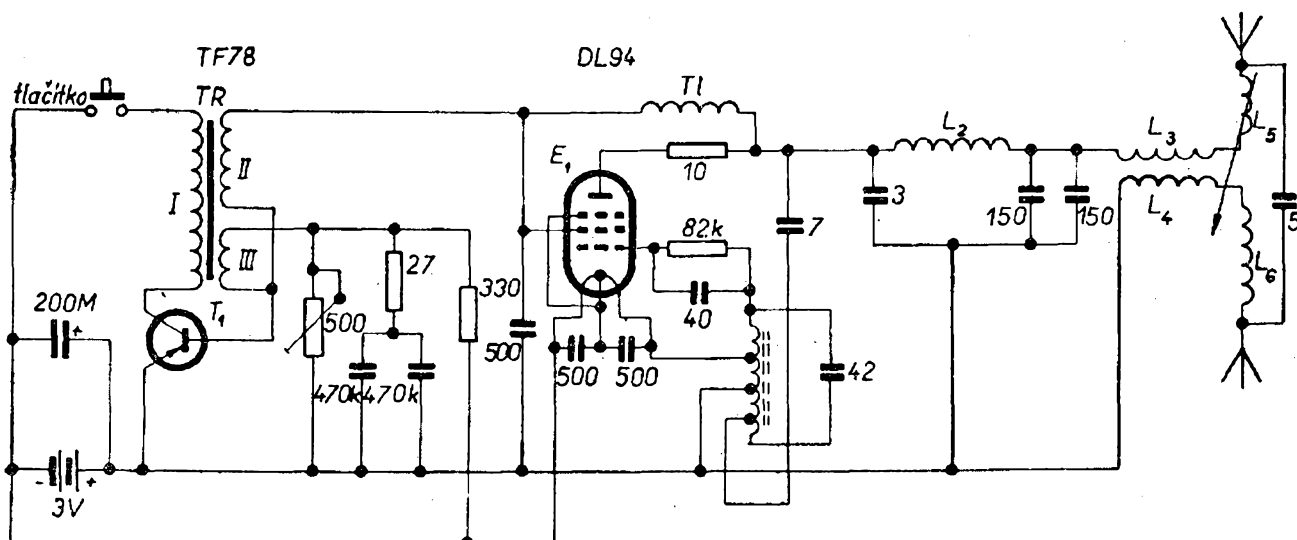 TF78
DL94
tlačítko
TR
Tl
I
II
III
E₁
10
L₂
L₃
L₄
L₅
L₆
3
150
150
5
7
82k
40
42
27
330
500
500
500
500
200M
+
T₁
470k
470k
-
+
3V